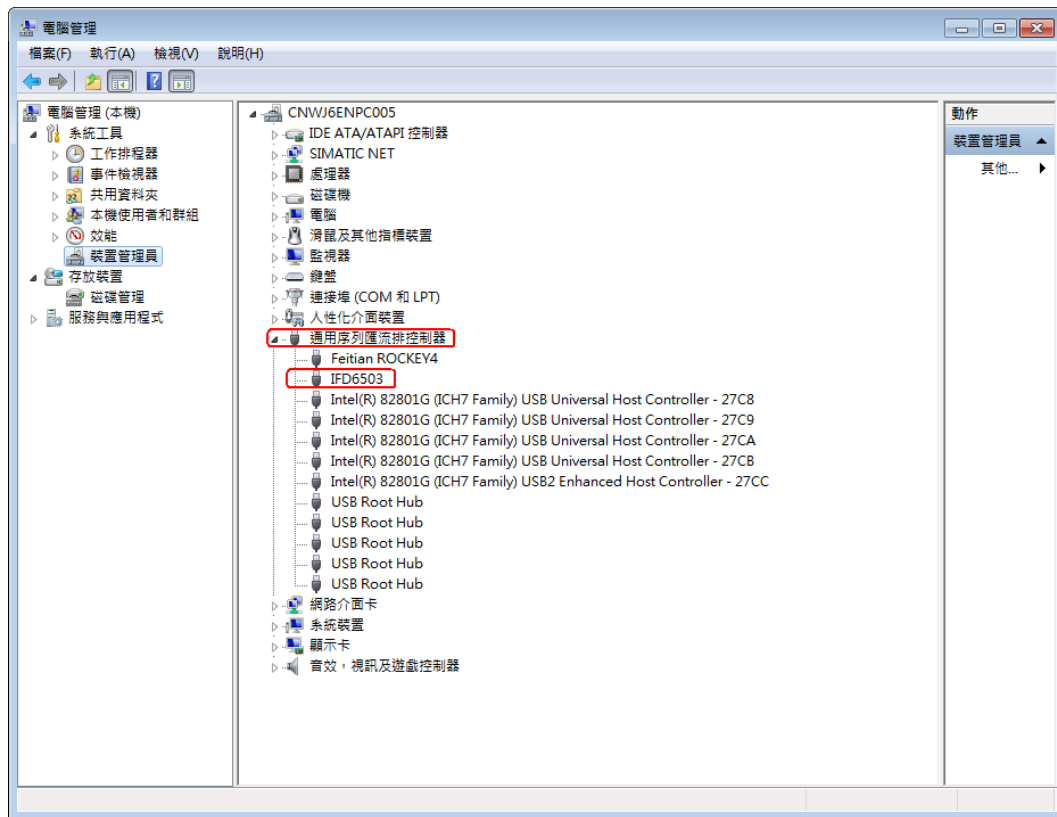 電腦管理
檔案(F) 執行(A) 檢視(V) 說明(H)
電腦管理 (本機)
系統工具
工作排程器
事件檢視器
共用資料夾
本機使用者和群組
效能
裝置管理員
存放裝置
磁碟管理
服務與應用程式
CNWJ6ENPC005
IDE ATA/ATAPI 控制器
SIMATIC NET
處理器
磁碟機
電腦
滑鼠及其他指標裝置
監視器
鍵盤
連接埠 (COM 和 LPT)
人性化介面裝置
通用序列匯流排控制器
Feitian ROCKEY4
IFD6503
Intel(R) 82801G (ICH7 Family) USB Universal Host Controller - 27C8
Intel(R) 82801G (ICH7 Family) USB Universal Host Controller - 27C9
Intel(R) 82801G (ICH7 Family) USB Universal Host Controller - 27CA
Intel(R) 82801G (ICH7 Family) USB Universal Host Controller - 27CB
Intel(R) 82801G (ICH7 Family) USB2 Enhanced Host Controller - 27CC
USB Root Hub
USB Root Hub
USB Root Hub
USB Root Hub
USB Root Hub
網路介面卡
系統裝置
顯示卡
音效，視訊及遊戲控制器
動作
裝置管理員
其他...